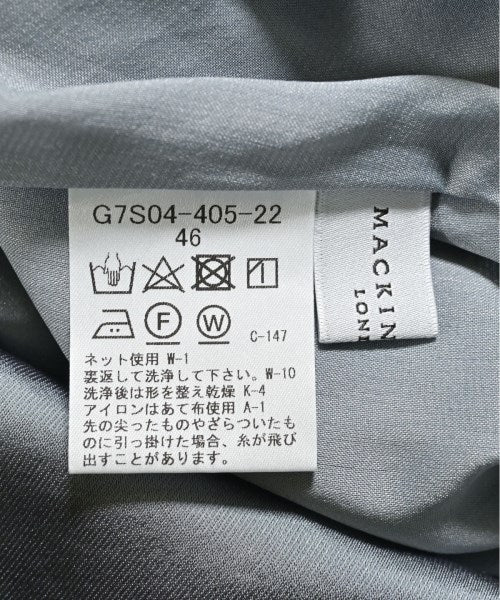 G7S04-405-22
46
F
W
C-147
ネット使用 W-1
裏返して洗浄して下さい。W-10
洗浄後は形を整え乾燥 K-4
アイロンはあて布使用 A-1
先の尖ったものやざらついたも
のに引っ掛けた場合、糸が飛び
出すことがあります。
MACKIN
LON